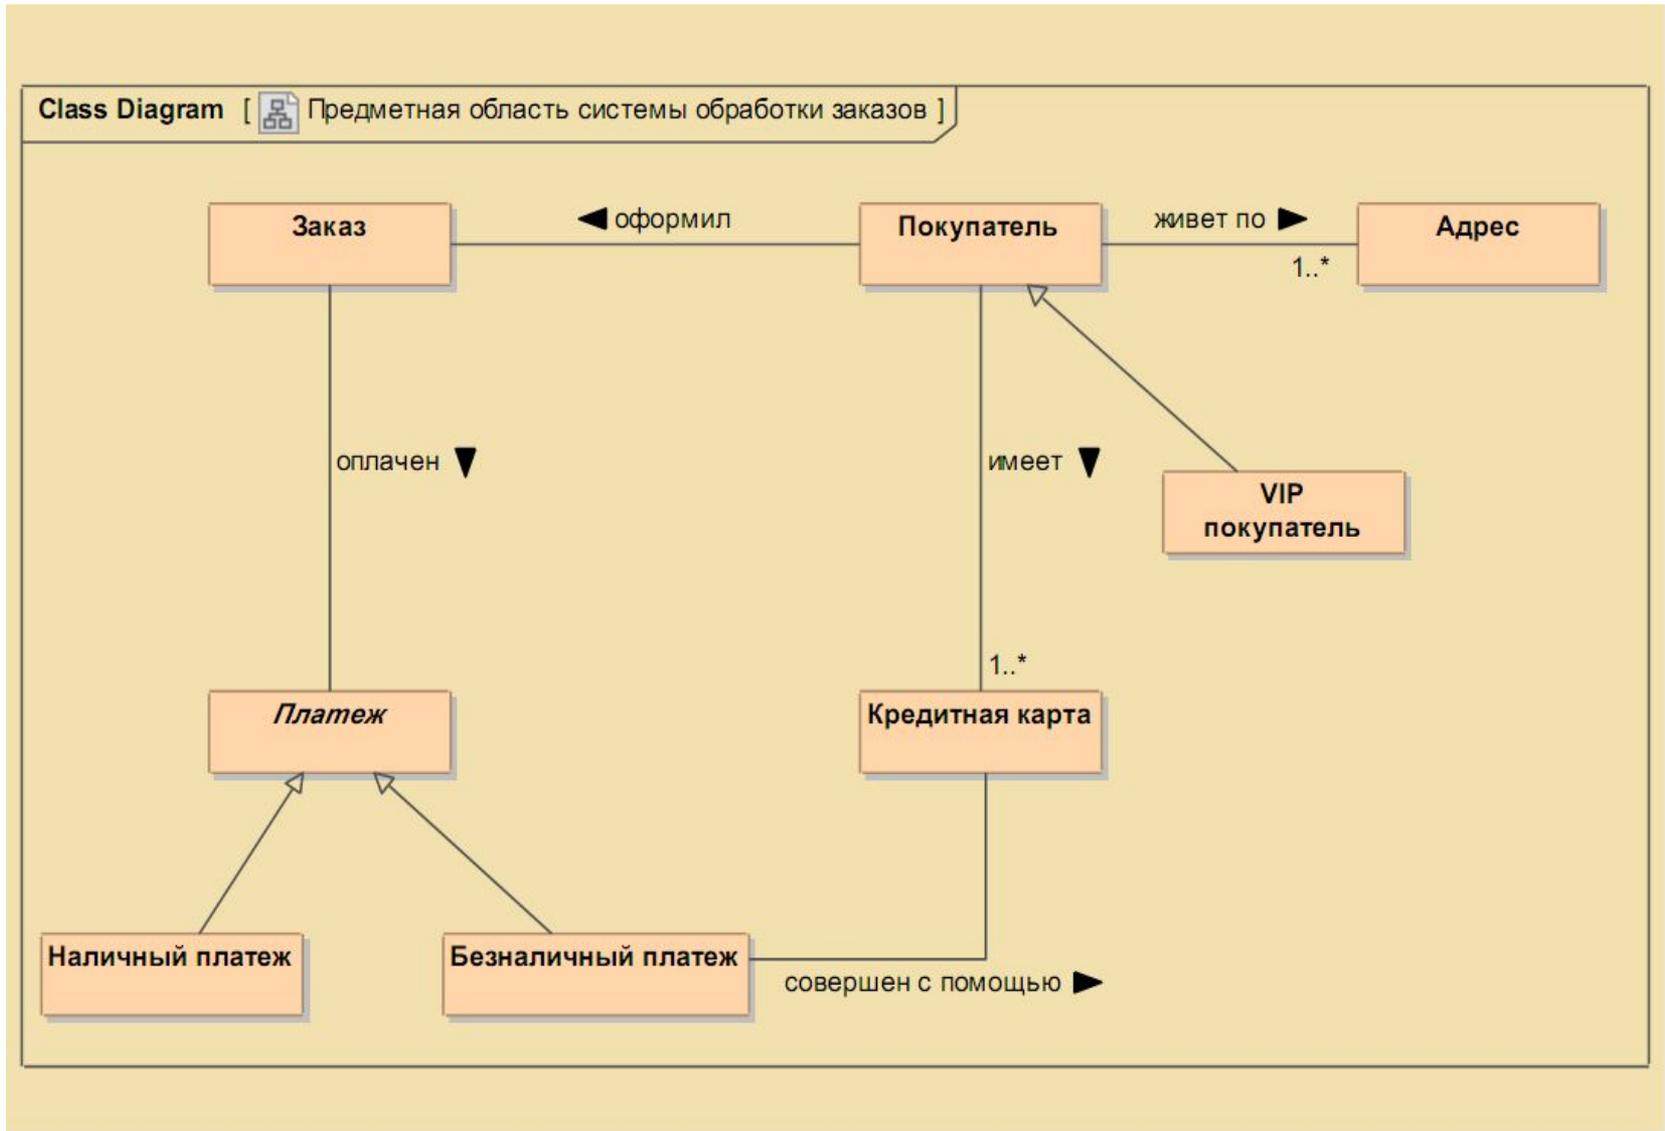 Class Diagram [ Предметная область системы обработки заказов ]
Заказ
оформил
Покупатель
живет по
Адрес
1..*
оплачен
имеет
VIP
покупатель
1..*
Платеж
Кредитная карта
Наличный платеж
Безналичный платеж
совершен с помощью